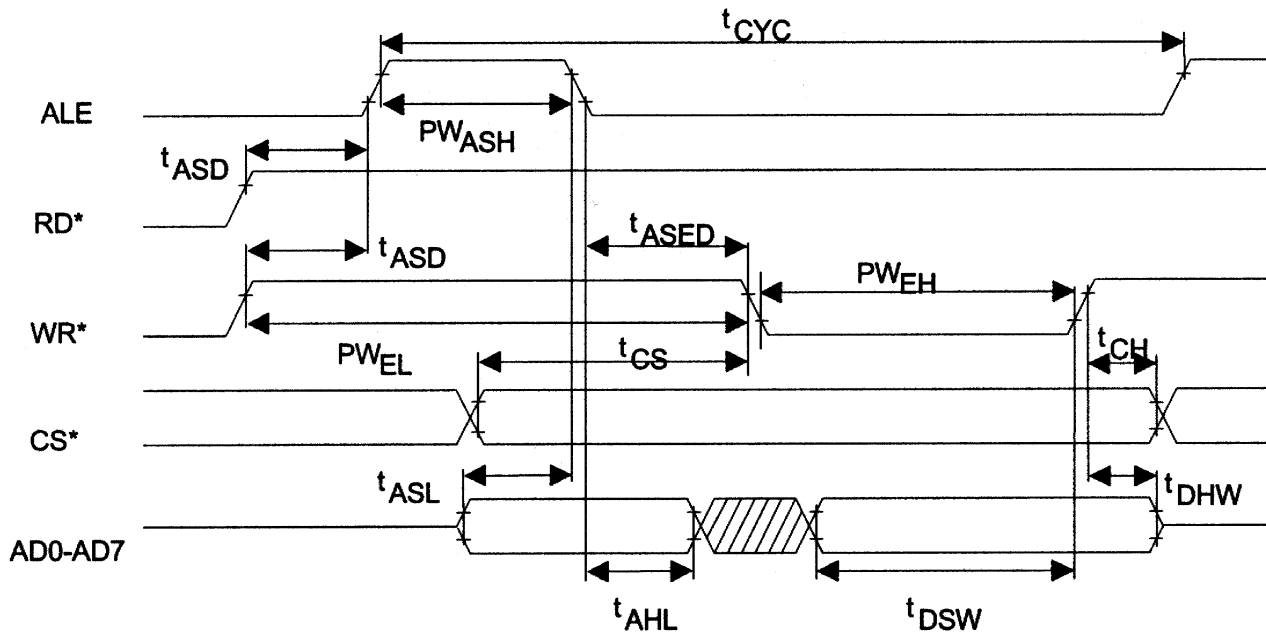 tCYC
ALE
PWASH
tASD
RD*
tASED
tASD
PWEH
WR*
tCS
tCH
PWEL
CS*
tASL
tDHW
AD0-AD7
tAHL
tDSW